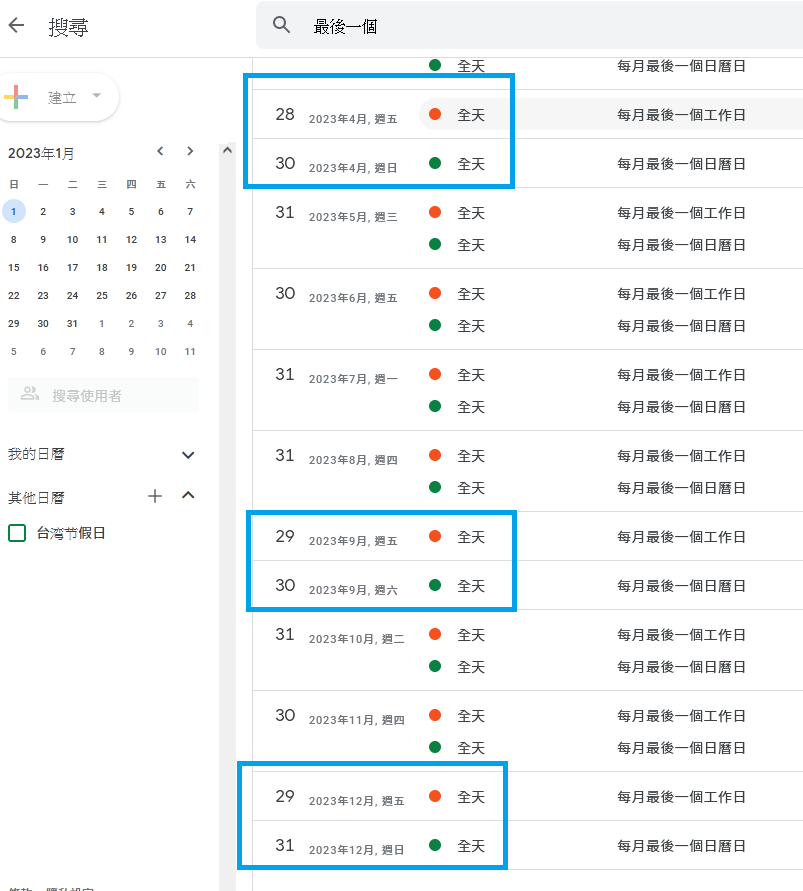 搜尋
最後一個
建立
2023年1月
日 一 二 三 四 五 六
1 2 3 4 5 6 7
8 9 10 11 12 13 14
15 16 17 18 19 20 21
22 23 24 25 26 27 28
29 30 31 1 2 3 4
5 6 7 8 9 10 11
搜尋使用者
我的日曆
其他日曆
台湾节假日
全天 每月最後一個日曆日
28 2023年4月, 週五 全天 每月最後一個工作日
30 2023年4月, 週日 全天 每月最後一個日曆日
31 2023年5月, 週三 全天 每月最後一個工作日
全天 每月最後一個日曆日
30 2023年6月, 週五 全天 每月最後一個工作日
全天 每月最後一個日曆日
31 2023年7月, 週一 全天 每月最後一個工作日
全天 每月最後一個日曆日
31 2023年8月, 週四 全天 每月最後一個工作日
全天 每月最後一個日曆日
29 2023年9月, 週五 全天 每月最後一個工作日
30 2023年9月, 週六 全天 每月最後一個日曆日
31 2023年10月, 週二 全天 每月最後一個工作日
全天 每月最後一個日曆日
30 2023年11月, 週四 全天 每月最後一個工作日
全天 每月最後一個日曆日
29 2023年12月, 週五 全天 每月最後一個工作日
31 2023年12月, 週日 全天 每月最後一個日曆日